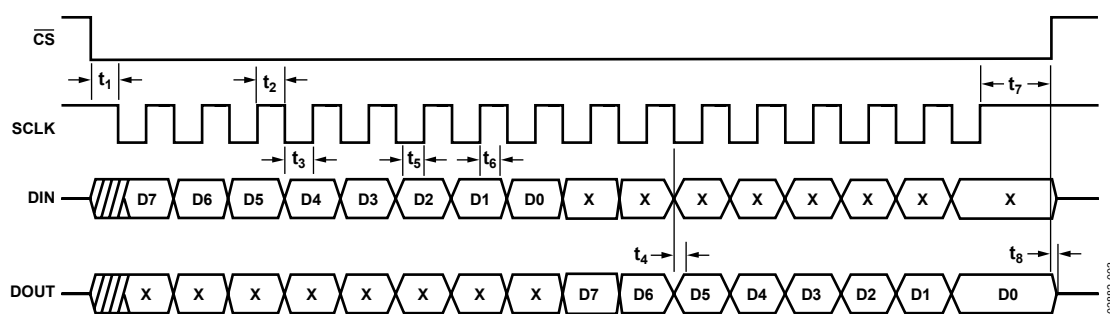 CS
t1
t2
t7
SCLK
t3
t5
t6
DIN
D7 D6 D5 D4 D3 D2 D1 D0 X X X X X X X X
t4
t8
DOUT
X X X X X X X X D7 D6 D5 D4 D3 D2 D1 D0